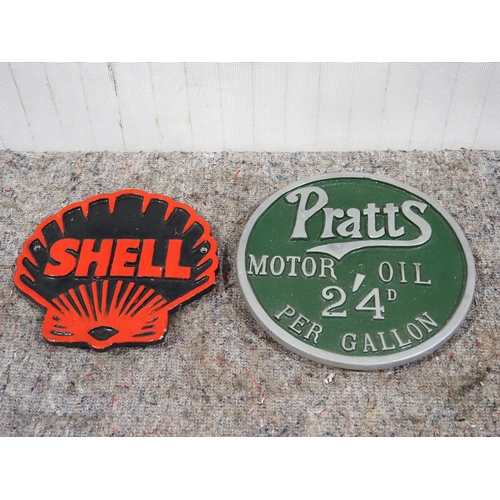 SHELL
Pratts
MOTOR OIL
2'4D
PER GALLON